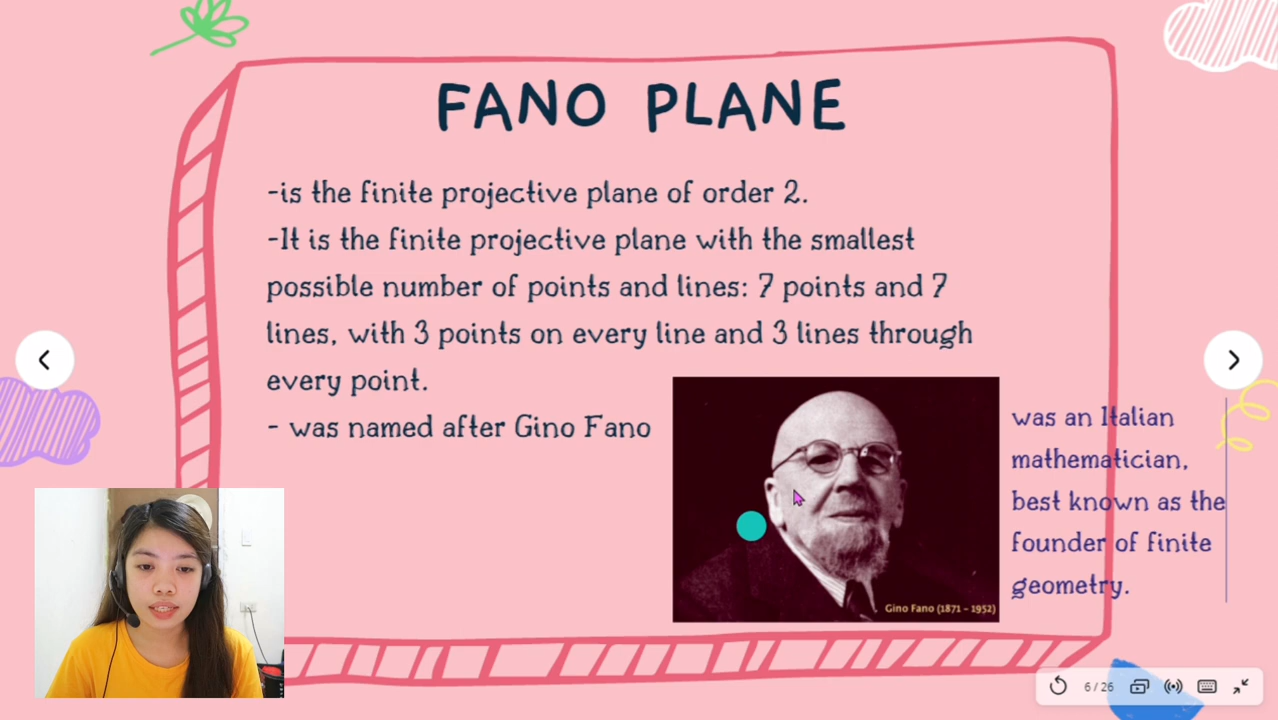 FANO PLANE
-is the finite projective plane of order 2.
-It is the finite projective plane with the smallest
possible number of points and lines: 7 points and 7
lines, with 3 points on every line and 3 lines through
every point.
- was named after Gino Fano
was an Italian
mathematician,
best known as the
founder of finite
geometry.
Gino Fano (1871 - 1952)
6 / 26